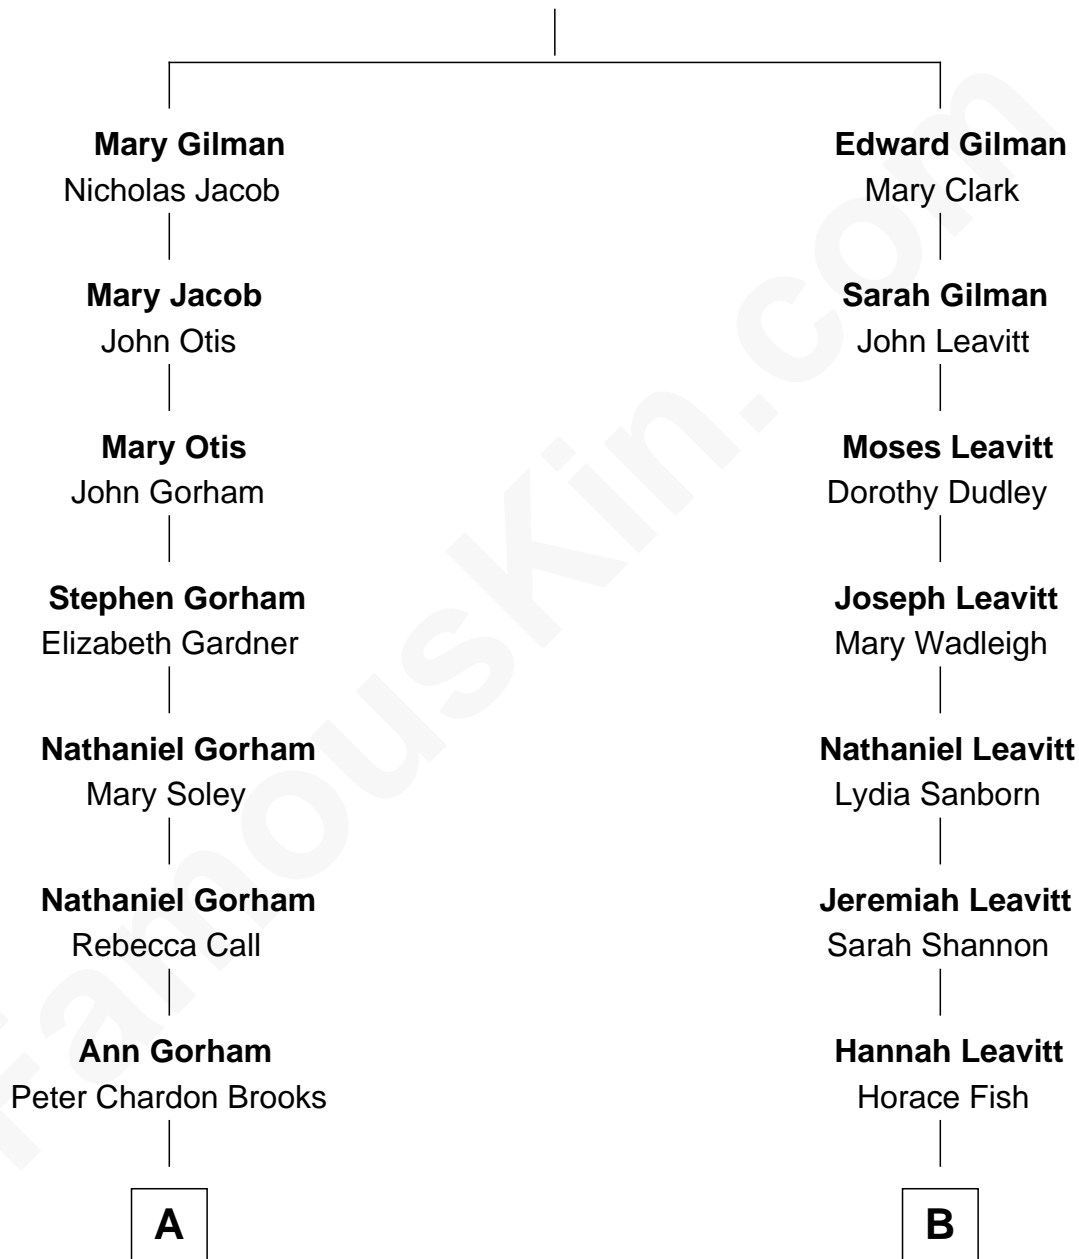 Mary Gilman
Nicholas Jacob
Edward Gilman
Mary Clark
Mary Jacob
John Otis
Sarah Gilman
John Leavitt
Mary Otis
John Gorham
Moses Leavitt
Dorothy Dudley
Stephen Gorham
Elizabeth Gardner
Joseph Leavitt
Mary Wadleigh
Nathaniel Gorham
Mary Soley
Nathaniel Leavitt
Lydia Sanborn
Nathaniel Gorham
Rebecca Call
Jeremiah Leavitt
Sarah Shannon
Ann Gorham
Peter Chardon Brooks
Hannah Leavitt
Horace Fish
A
B
FamousKin.com